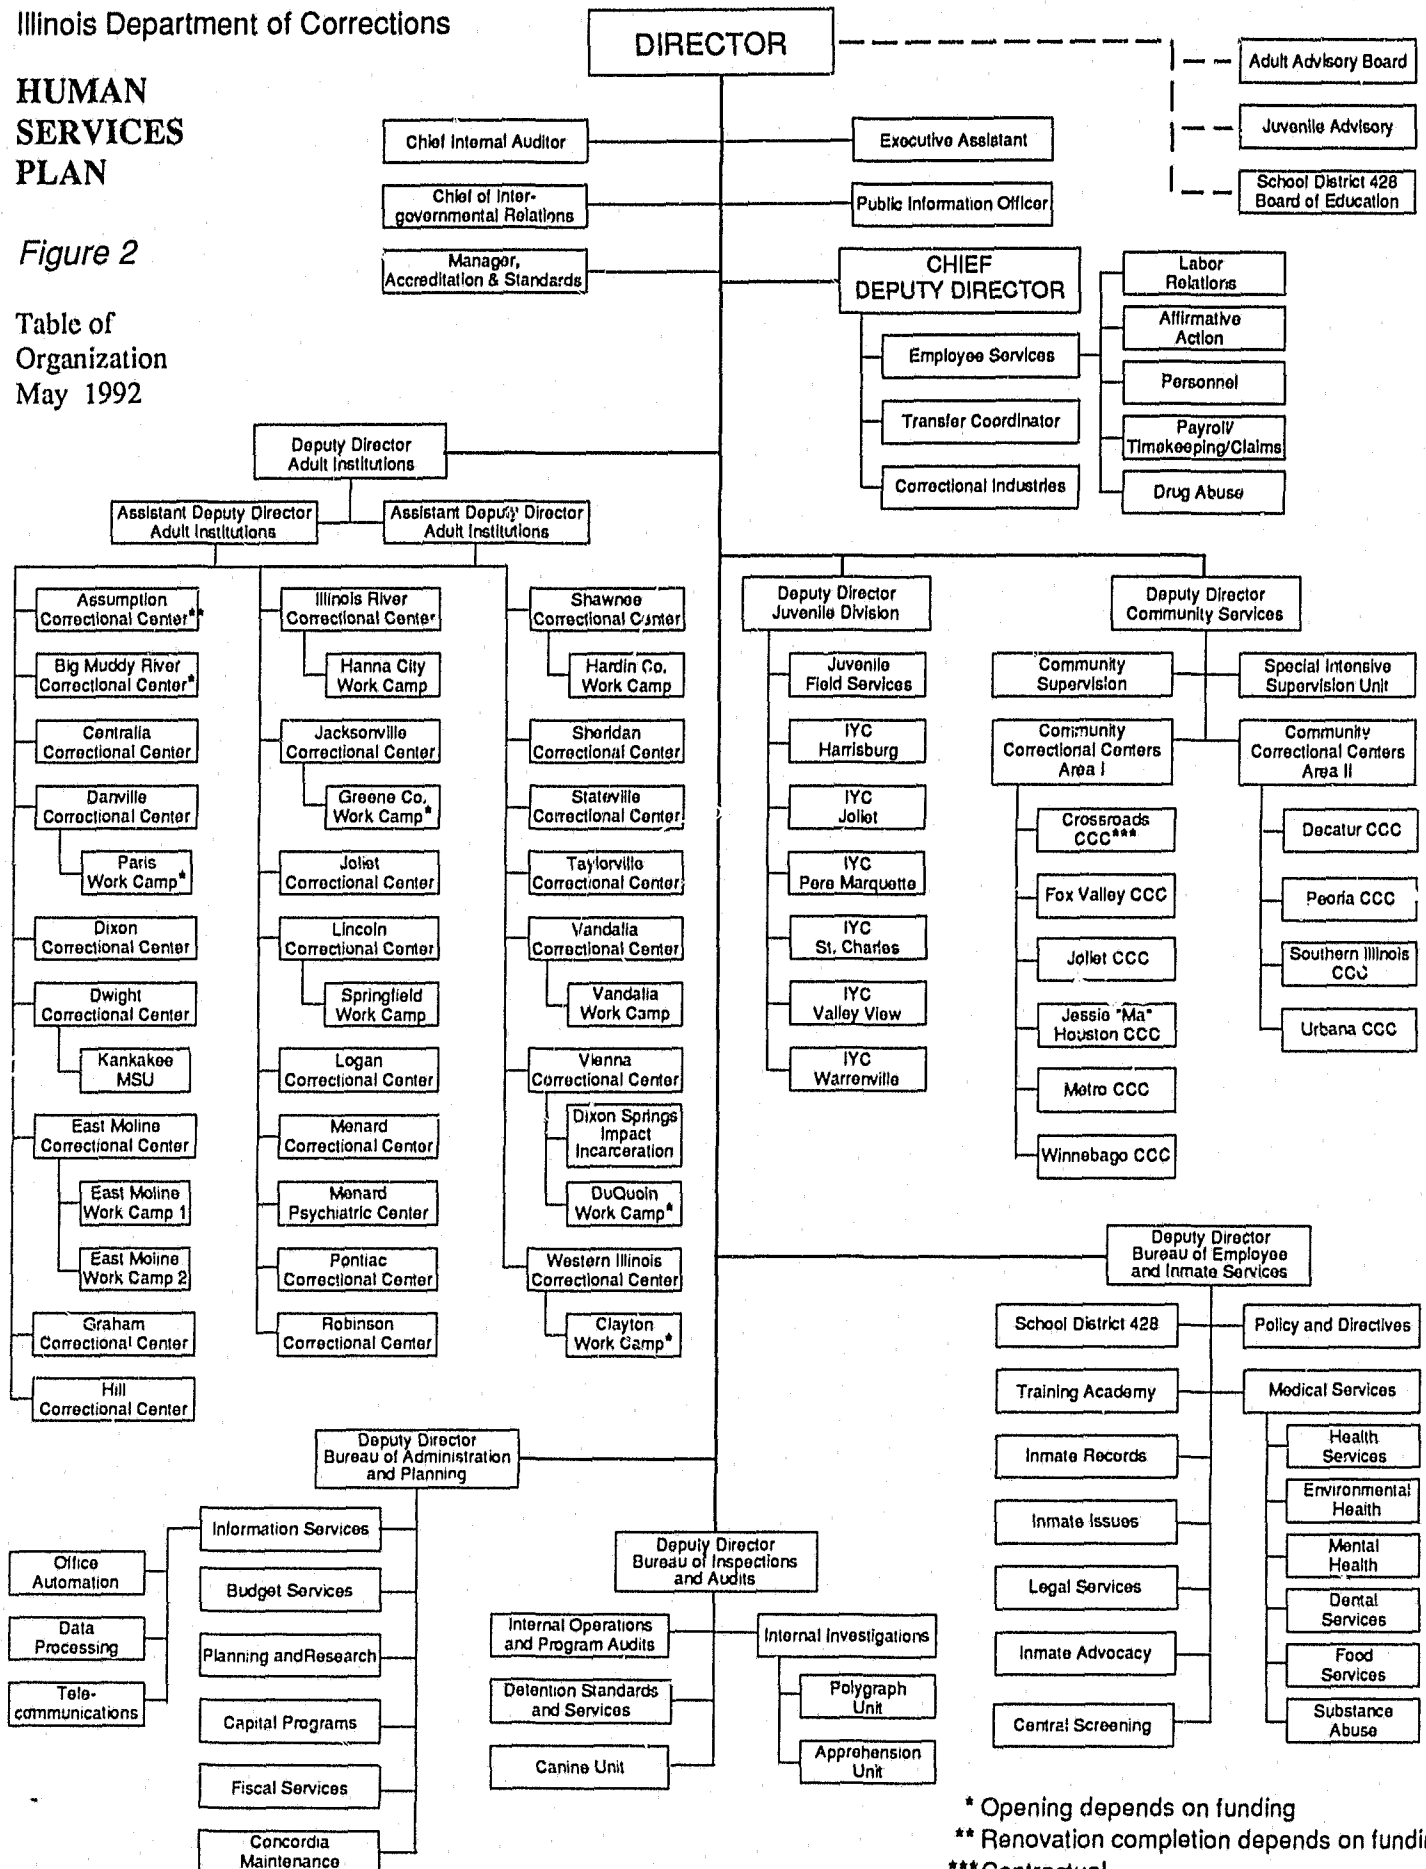 Illinois Department of Corrections
HUMAN
SERVICES
PLAN
Figure 2
Table of
Organization
May 1992
DIRECTOR
Adult Advisory Board
Juvenile Advisory
School District 428
Board of Education
Chief Internal Auditor
Executive Assistant
Chief of Inter-
governmental Relations
Public Information Officer
Manager,
Accreditation & Standards
CHIEF
DEPUTY DIRECTOR
Employee Services
Transfer Coordinator
Correctional Industries
Labor
Relations
Affirmative
Action
Personnel
Payroll/
Timekeeping/Claims
Drug Abuse
Deputy Director
Adult Institutions
Assistant Deputy Director
Adult Institutions
Assistant Deputy Director
Adult Institutions
Assumption
Correctional Center**
Big Muddy River
Correctional Center*
Centralia
Correctional Center
Danville
Correctional Center
Paris
Work Camp*
Dixon
Correctional Center
Dwight
Correctional Center
Kankakee
MSU
East Moline
Correctional Center
East Moline
Work Camp 1
East Moline
Work Camp 2
Graham
Correctional Center
Hill
Correctional Center
Illinois River
Correctional Center
Hanna City
Work Camp
Jacksonville
Correctional Center
Greene Co.
Work Camp*
Joliet
Correctional Center
Lincoln
Correctional Center
Springfield
Work Camp
Logan
Correctional Center
Menard
Correctional Center
Menard
Psychiatric Center
Pontiac
Correctional Center
Robinson
Correctional Center
Shawnee
Correctional Center
Hardin Co.
Work Camp
Sheridan
Correctional Center
Stateville
Correctional Center
Taylorville
Correctional Center
Vandalia
Correctional Center
Vandalia
Work Camp
Vienna
Correctional Center
Dixon Springs
Impact
Incarceration
DuQuoin
Work Camp*
Western Illinois
Correctional Center
Clayton
Work Camp*
Deputy Director
Juvenile Division
Juvenile
Field Services
IYC
Harrisburg
IYC
Joliet
IYC
Pere Marquette
IYC
St. Charles
IYC
Valley View
IYC
Warrenville
Deputy Director
Community Services
Community
Supervision
Special Intensive
Supervision Unit
Community
Correctional Centers
Area I
Community
Correctional Centers
Area II
Crossroads
CCC***
Fox Valley CCC
Joliet CCC
Jessie "Ma"
Houston CCC
Metro CCC
Winnebago CCC
Decatur CCC
Peoria CCC
Southern Illinois
CCC
Urbana CCC
Deputy Director
Bureau of Employee
and Inmate Services
School District 428
Policy and Directives
Training Academy
Medical Services
Inmate Records
Inmate Issues
Legal Services
Inmate Advocacy
Central Screening
Health
Services
Environmental
Health
Mental
Health
Dental
Services
Food
Services
Substance
Abuse
Deputy Director
Bureau of Administration
and Planning
Information Services
Budget Services
Planning and Research
Capital Programs
Fiscal Services
Concordia
Maintenance
Office
Automation
Data
Processing
Tele-
communications
Deputy Director
Bureau of Inspections
and Audits
Internal Operations
and Program Audits
Internal Investigations
Detention Standards
and Services
Canine Unit
Polygraph
Unit
Apprehension
Unit
* Opening depends on funding
** Renovation completion depends on fundi
***Contractual